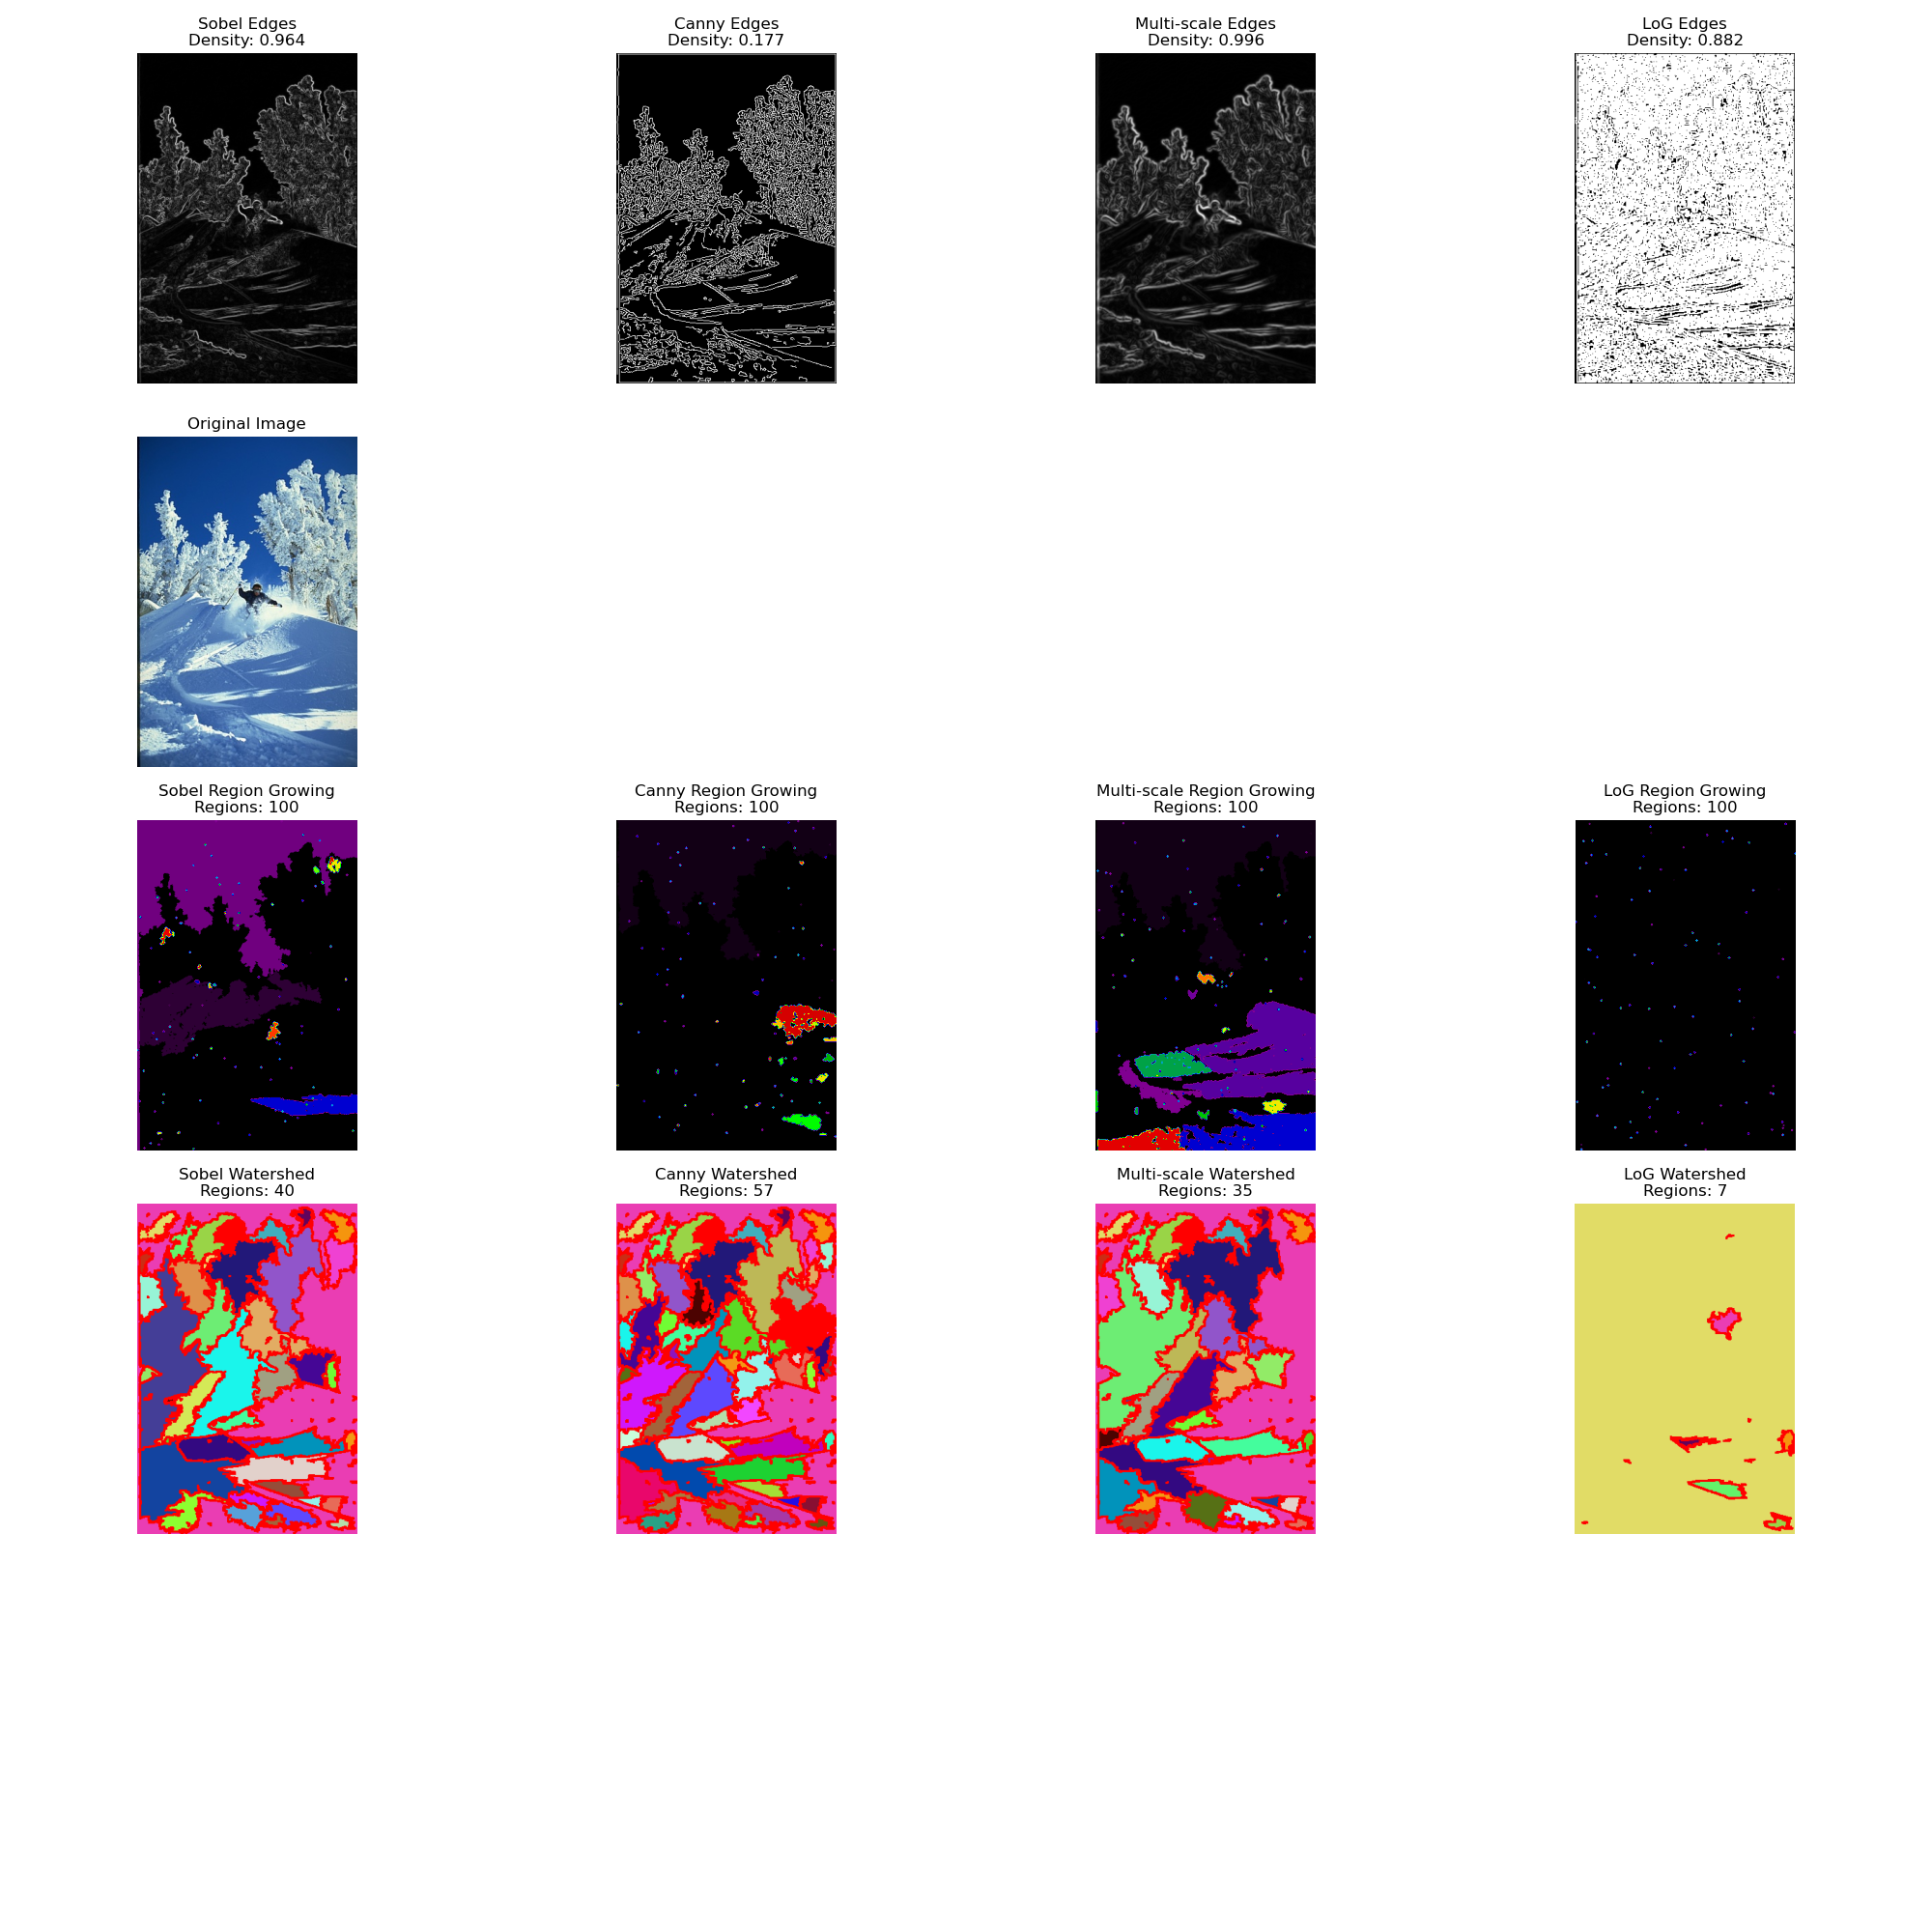 Sobel Edges
Density: 0.964
Canny Edges
Density: 0.177
Multi-scale Edges
Density: 0.996
LoG Edges
Density: 0.882
Original Image
Sobel Region Growing
Regions: 100
Canny Region Growing
Regions: 100
Multi-scale Region Growing
Regions: 100
LoG Region Growing
Regions: 100
Sobel Watershed
Regions: 40
Canny Watershed
Regions: 57
Multi-scale Watershed
Regions: 35
LoG Watershed
Regions: 7